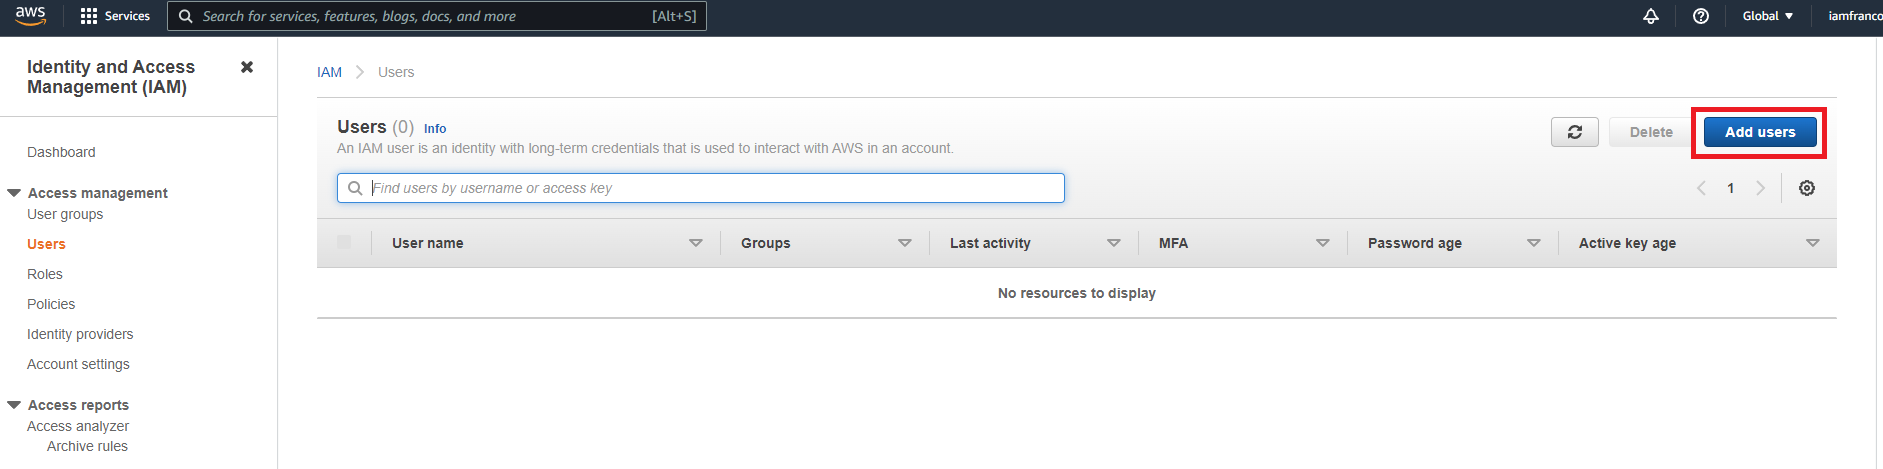 aws
Services
Search for services, features, blogs, docs, and more
[Alt+S]
Global
iamfranco
Identity and Access
Management (IAM)
Dashboard
Access management
User groups
Users
Roles
Policies
Identity providers
Account settings
Access reports
Access analyzer
Archive rules
IAM
Users
Users (0) Info
An IAM user is an identity with long-term credentials that is used to interact with AWS in an account.
Delete
Add users
Find users by username or access key
1
User name
Groups
Last activity
MFA
Password age
Active key age
No resources to display